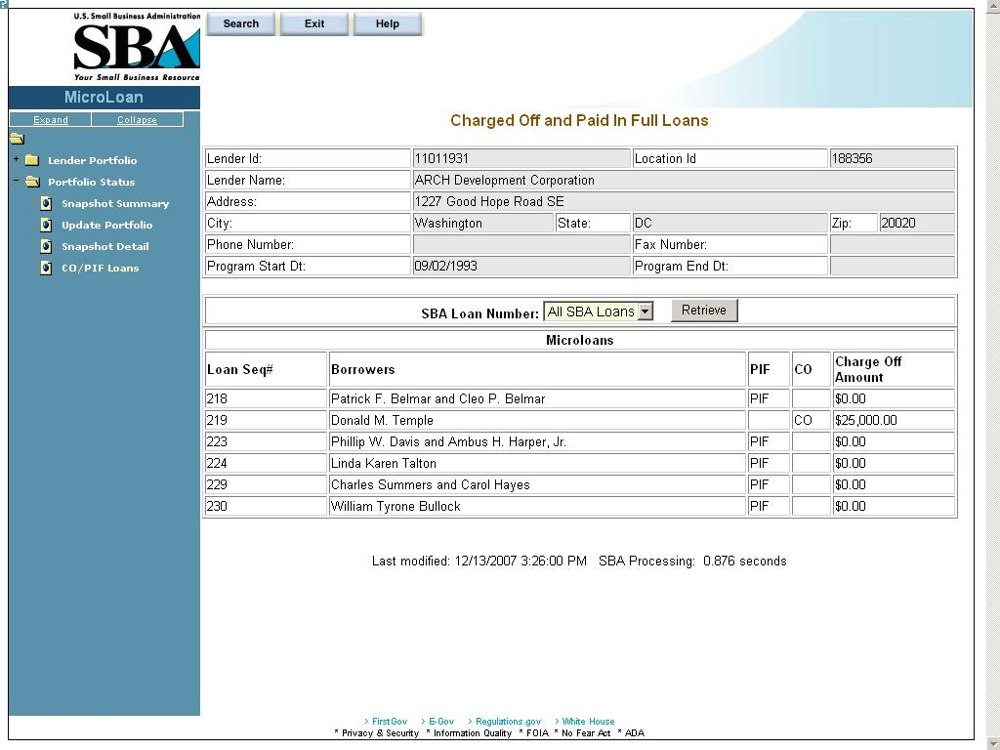 U.S. Small Business Administration
SBA
Your Small Business Resource
Search Exit Help
MicroLoan
Expand Collapse
Lender Portfolio
Portfolio Status
Snapshot Summary
Update Portfolio
Snapshot Detail
CO/PIF Loans
Charged Off and Paid In Full Loans
Lender Id: 11011931 Location Id 188356
Lender Name: ARCH Development Corporation
Address: 1227 Good Hope Road SE
City: Washington State: DC Zip: 20020
Phone Number: Fax Number:
Program Start Dt: 09/02/1993 Program End Dt:
SBA Loan Number: All SBA Loans Retrieve
Microloans
Loan Seq# Borrowers PIF CO Charge Off Amount
218 Patrick F. Belmar and Cleo P. Belmar PIF $0.00
219 Donald M. Temple CO $25,000.00
223 Phillip W. Davis and Ambus H. Harper, Jr. PIF $0.00
224 Linda Karen Talton PIF $0.00
229 Charles Summers and Carol Hayes PIF $0.00
230 William Tyrone Bullock PIF $0.00
Last modified: 12/13/2007 3:26:00 PM SBA Processing: 0.876 seconds
> FirstGov > E-Gov > Regulations.gov > White House
* Privacy & Security * Information Quality * FOIA * No Fear Act * ADA